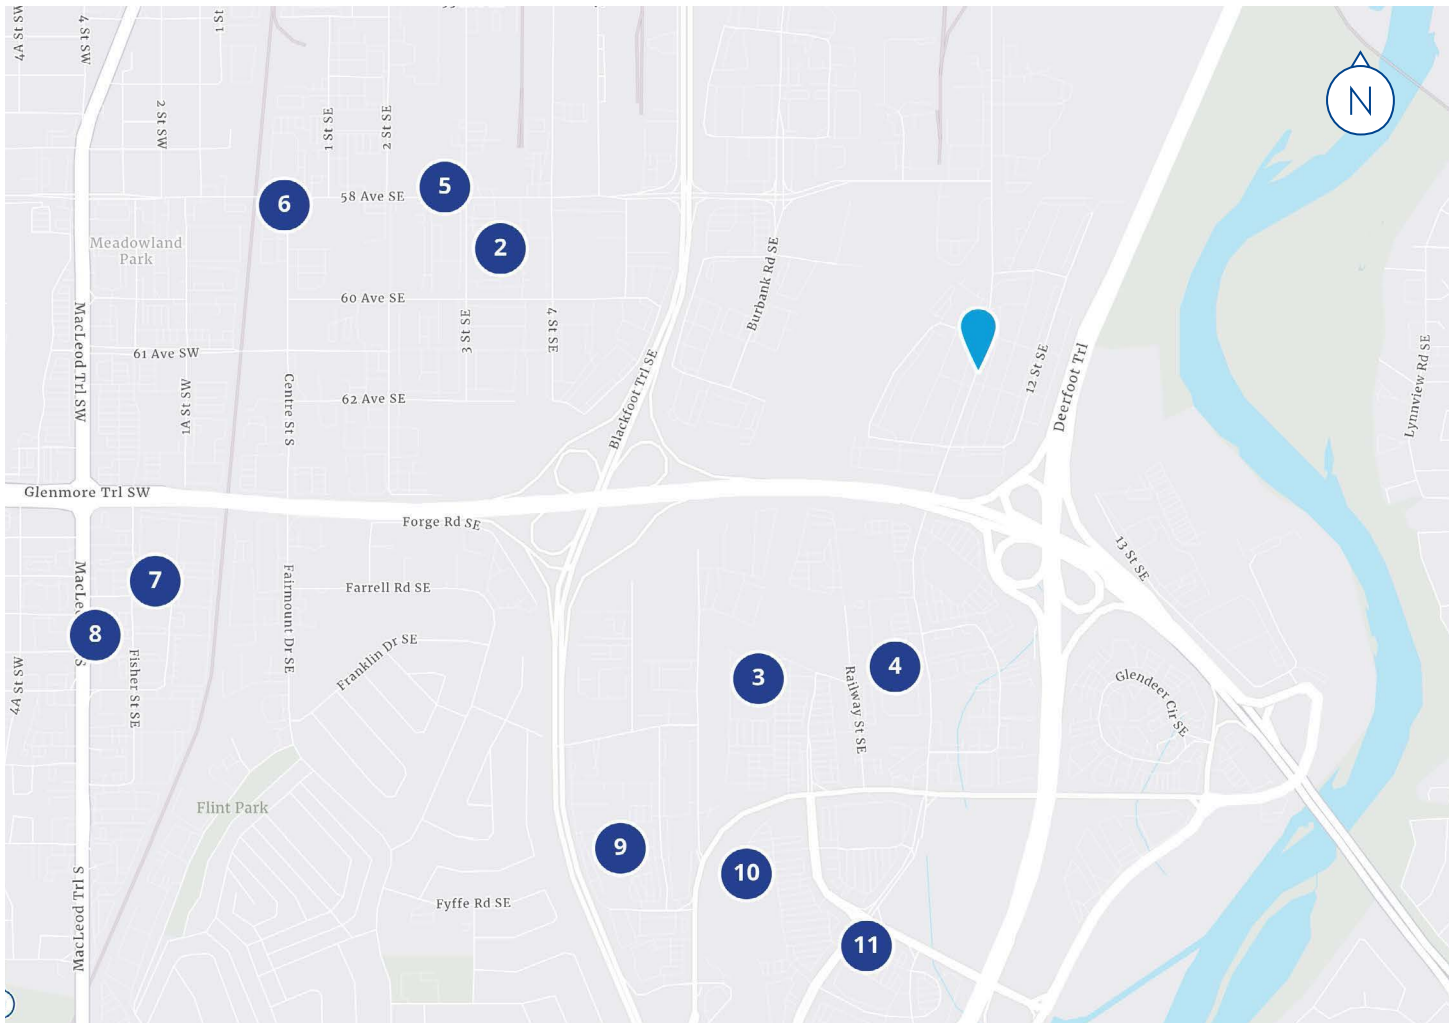 4A St SW
4 St SW
1 St
N
2 St SW
1 St SE
2 St SE
5
6
58 Ave SE
2
Meadowland
Park
Burbank Rd SE
60 Ave SE
MacLeod Trl SW
3 St SE
4 St SE
61 Ave SW
12 St SE
Deerfoot Trl
Lynnview Rd SE
1A St SW
Centre St S
62 Ave SE
Blackfoot Trl SE
Glenmore Trl SW
Forge Rd SE
13 St SE
7
Farrell Rd SE
Fairmount Dr SE
8
Franklin Dr SE
4A St SW
Fisher St SE
3
4
Railway St SE
Glendeer Cir SE
Flint Park
9
10
Fyffe Rd SE
MacLeod Trl S
11